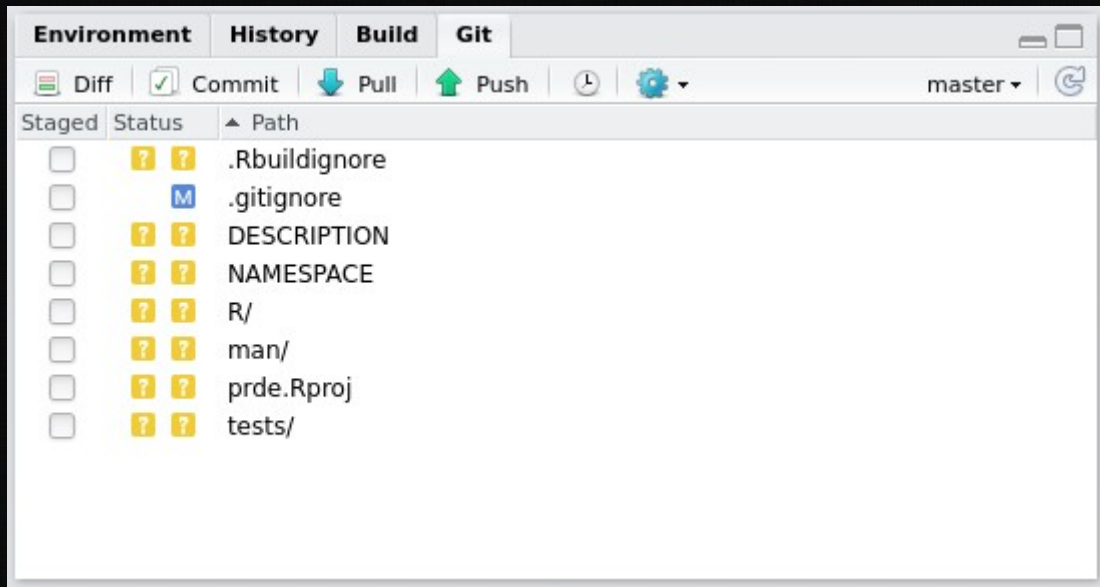 Environment History Build Git
Diff Commit Pull Push master
Staged Status Path
? ? .Rbuildignore
M .gitignore
? ? DESCRIPTION
? ? NAMESPACE
? ? R/
? ? man/
? ? prde.Rproj
? ? tests/